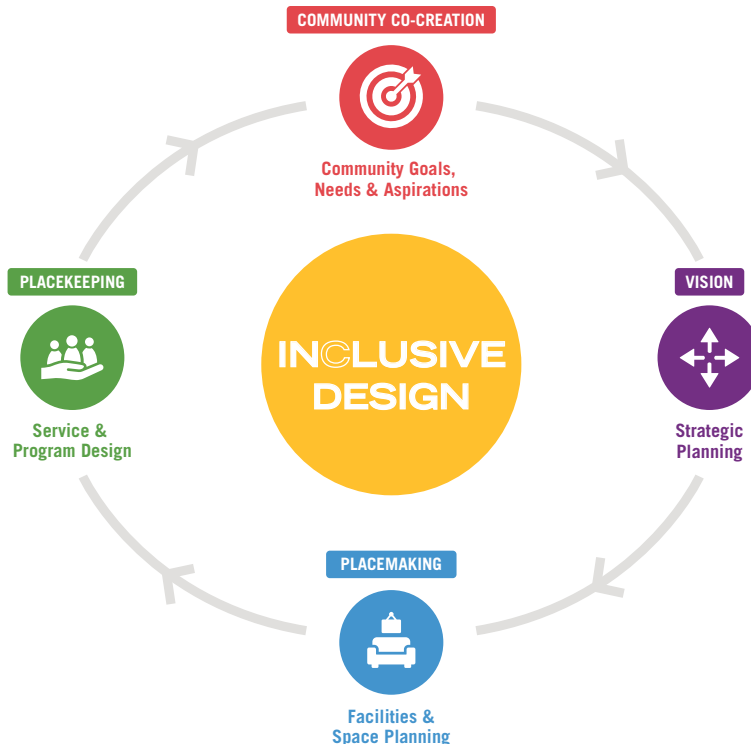 COMMUNITY CO-CREATION
Community Goals,
Needs & Aspirations
PLACEKEEPING
VISION
INCLUSIVE
DESIGN
Service &
Program Design
Strategic
Planning
PLACEMAKING
Facilities &
Space Planning